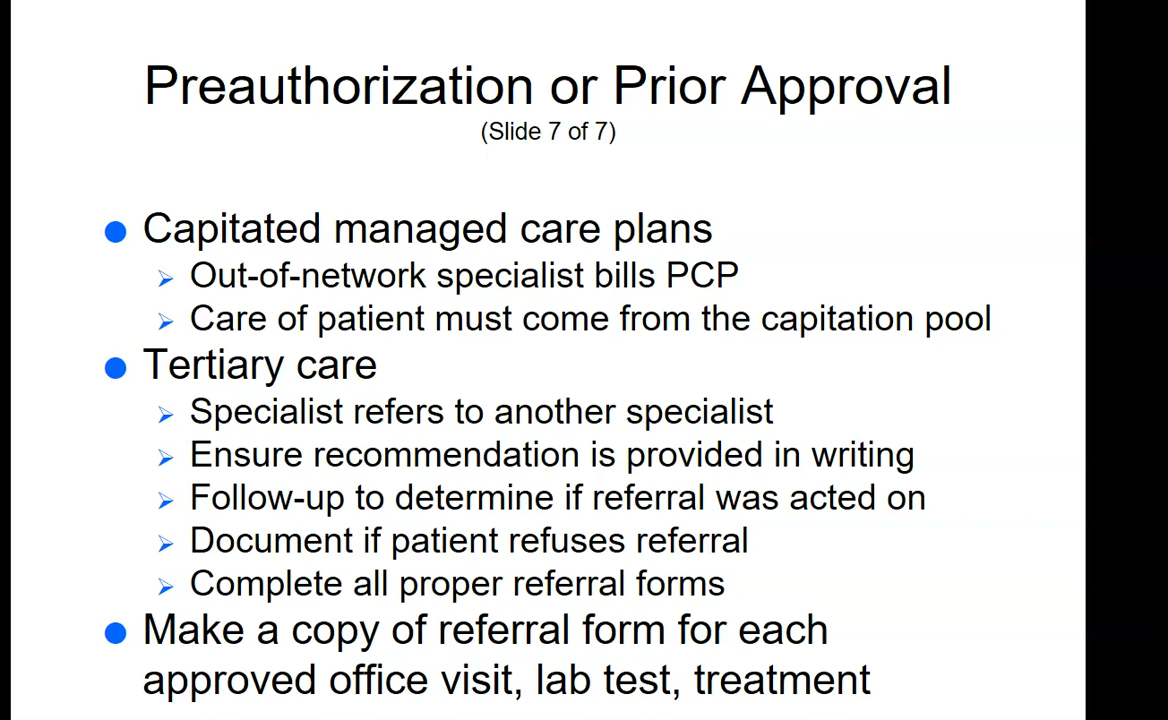 Preauthorization or Prior Approval
(Slide 7 of 7)
Capitated managed care plans
Out-of-network specialist bills PCP
Care of patient must come from the capitation pool
Tertiary care
Specialist refers to another specialist
Ensure recommendation is provided in writing
Follow-up to determine if referral was acted on
Document if patient refuses referral
Complete all proper referral forms
Make a copy of referral form for each
approved office visit, lab test, treatment